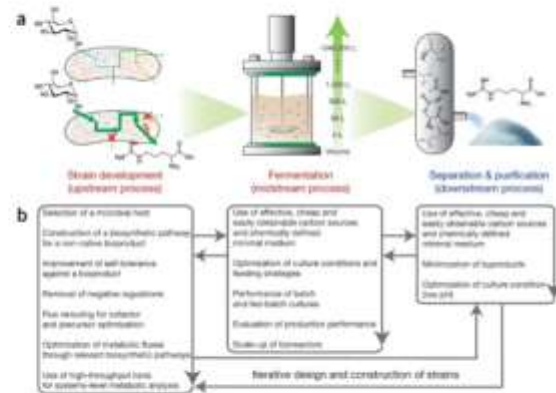 a
Strain development
(upstream process)
Fermentation
(midstream process)
Separation & purification
(downstream process)
b
Selection of a microbial host
Construction of a biosynthetic pathway
for a non-native bioproduct
Improvement of self-tolerance
against a bioproduct
Removal of negative regulations
Flux rerouting for cofactor
and precursor optimization
Optimization of metabolic fluxes
through relevant biosynthetic pathways
Use of high-throughput tools
for systems-level metabolic analysis
Use of effective, cheap and
easily obtainable carbon sources
and chemically defined
minimal medium
Optimization of culture conditions and
feeding strategies
Performance of batch
and fed-batch cultures
Evaluation of production performance
Scale-up of bioreactors
Use of effective, cheap and
easily obtainable carbon sources
and chemically defined
minimal medium
Minimization of byproducts
Optimization of culture condition
Iterative design and construction of strains